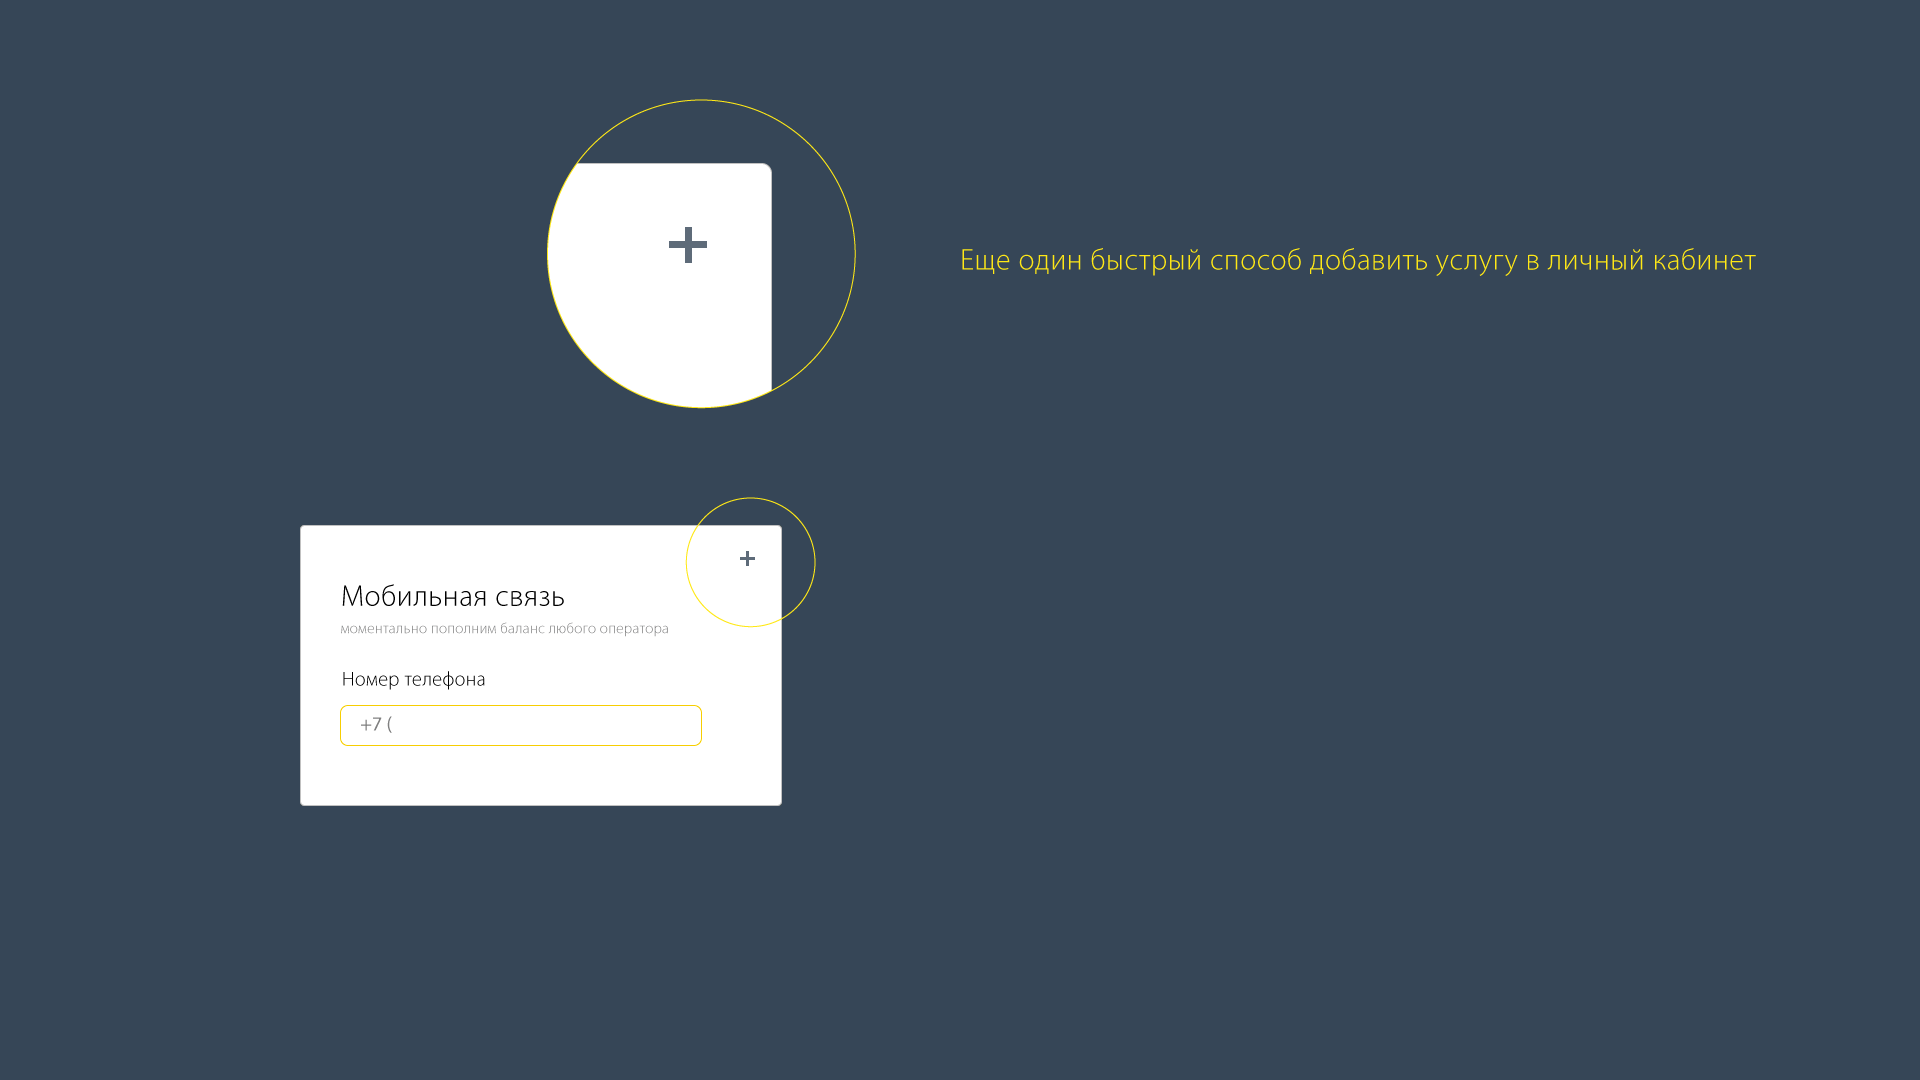 Еще один быстрый способ добавить услугу в личный кабинет
Мобильная связь
моментально пополним баланс любого оператора
Номер телефона
+7 (